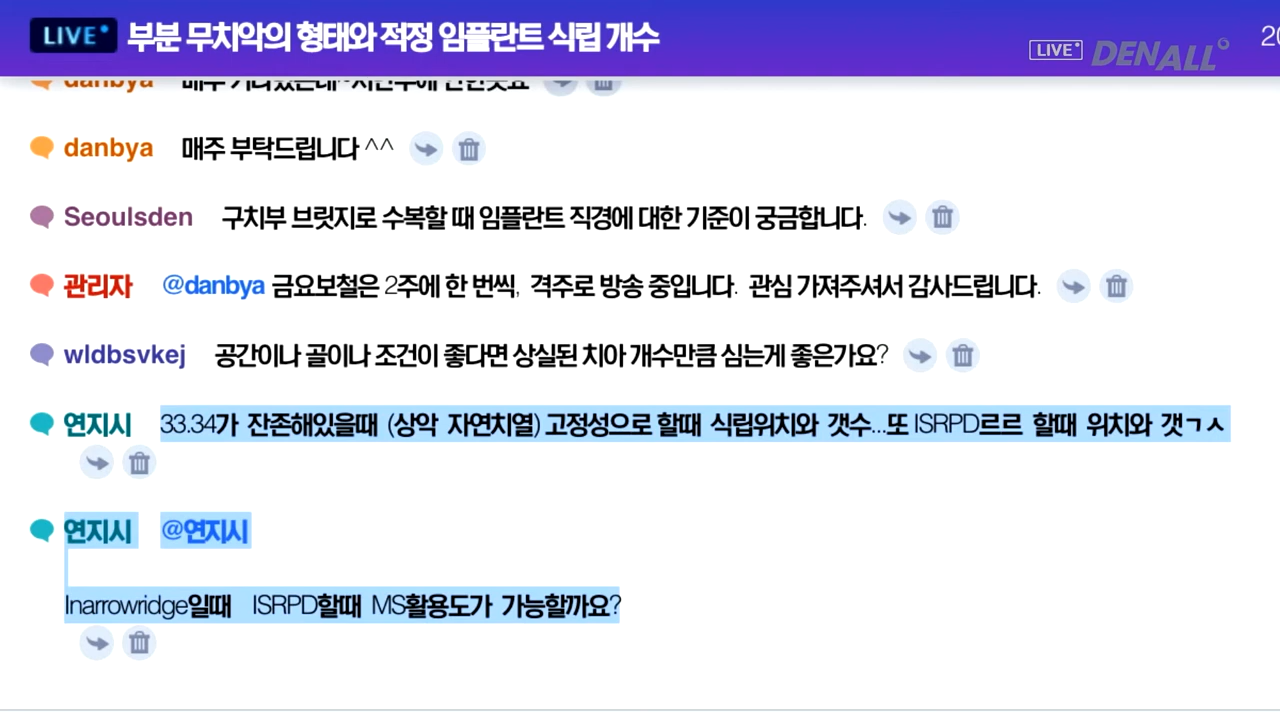 LIVE 부분 무치악의 형태와 적정 임플란트 식립 개수
LIVE DENALL 20
danbya
danbya 매주 부탁드립니다 ^^
Seoulsden 구치부 브릿지로 수복할 때 임플란트 직경에 대한 기준이 궁금합니다.
관리자 @danbya 금요보철은 2주에 한 번씩, 격주로 방송 중입니다. 관심 가져주셔서 감사드립니다.
wldbsvkej 공간이나 골이나 조건이 좋다면 상실된 치아 개수만큼 심는게 좋은가요?
연지시 33.34가 잔존해있을때 (상악 자연치열) 고정성으로 할때 식립위치와 갯수...또 ISRPD르르 할때 위치와 갯ㄱㅅ
연지시 @연지시
Inarrowridge일때 ISRPD할때 MS활용도가 가능할까요?